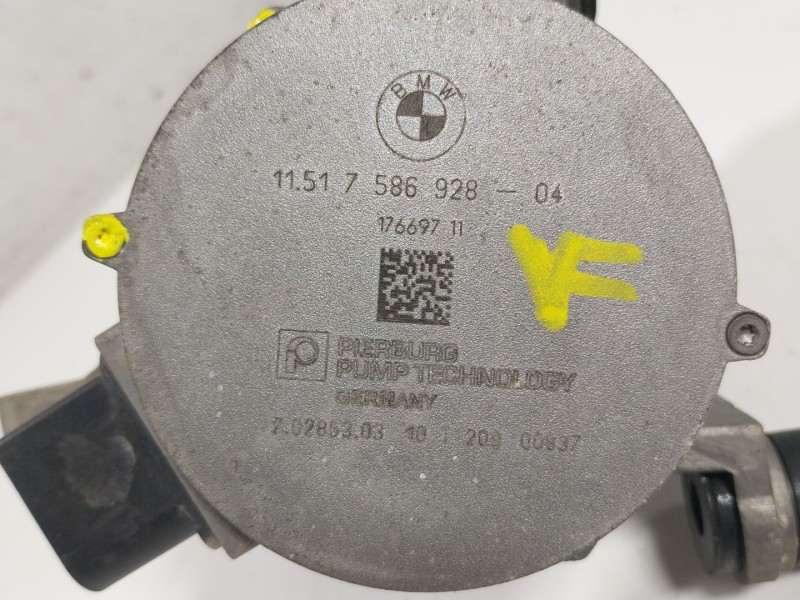 BMW
11.51 7 586 928 - 04
176697 11
VF
PIERBURG
PUMP TECHNOLOGY
GERMANY
7.02853.03 10 1 209 00837